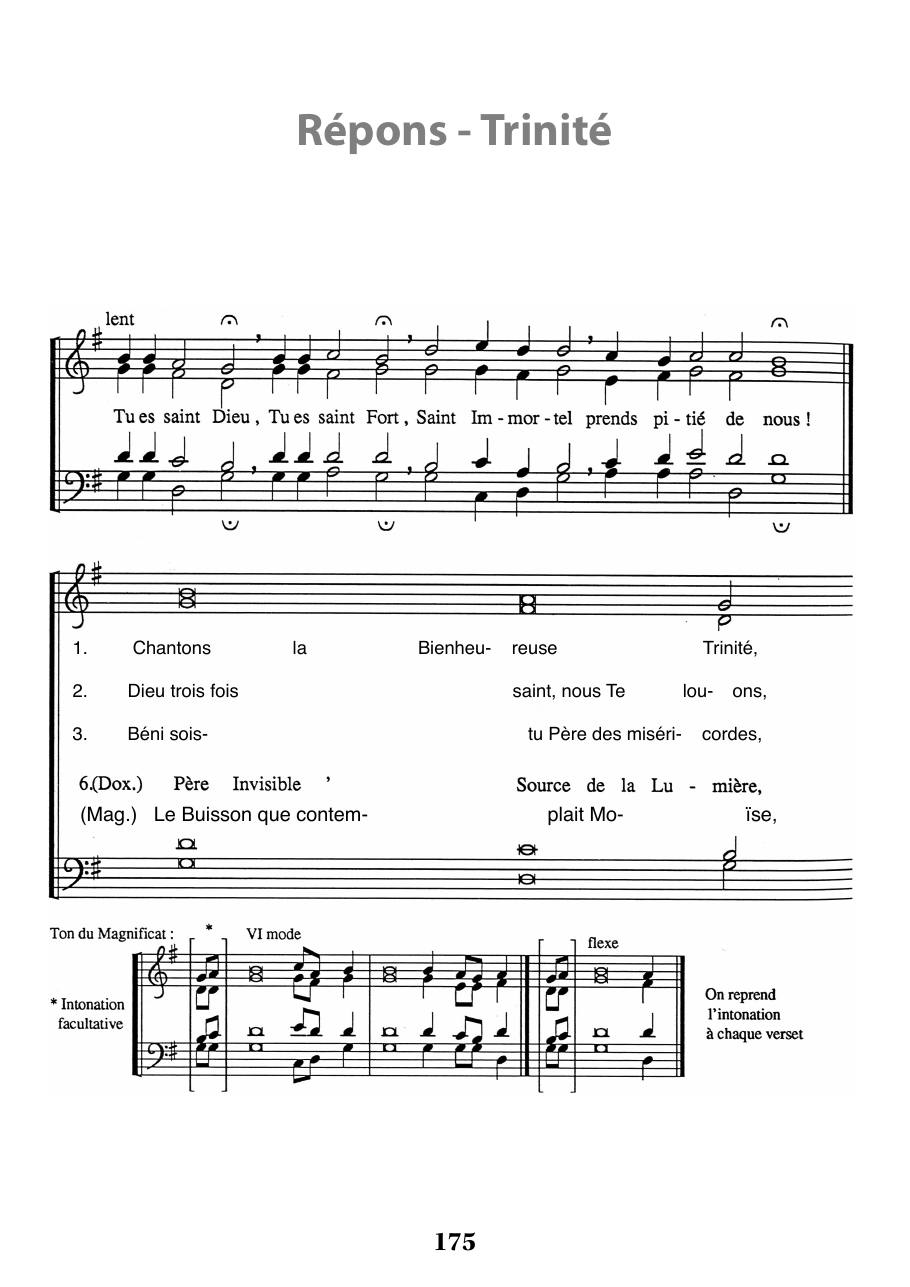 Répons - Trinité
lent
Tu es saint Dieu , Tu es saint Fort , Saint Im - mor - tel prends pi - tié de nous !
1. Chantons la Bienheu- reuse Trinité,
2. Dieu trois fois saint, nous Te lou- ons,
3. Béni sois- tu Père des miséri- cordes,
6.(Dox.) Père Invisible ’ Source de la Lu - mière,
(Mag.) Le Buisson que contem- plait Mo- ïse,
Ton du Magnificat : * VI mode
flexe
* Intonation
facultative
On reprend
l’intonation
à chaque verset
175